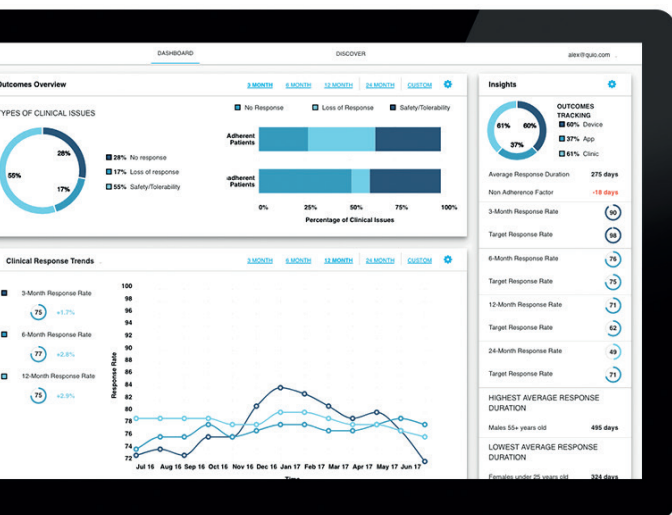 DASHBOARD
DISCOVER
alex@quio.com
Outcomes Overview
3 MONTH
6 MONTH
12 MONTH
24 MONTH
CUSTOM
TYPES OF CLINICAL ISSUES
28%
17%
55%
28% No response
17% Loss of response
55% Safety/Tolerability
No Response
Loss of Response
Safety/Tolerability
Adherent
Patients
adherent
Patients
0%
25%
50%
75%
100%
Percentage of Clinical Issues
Clinical Response Trends
3 MONTH
6 MONTH
12 MONTH
24 MONTH
CUSTOM
3-Month Response Rate
75
+1.7%
6-Month Response Rate
77
+2.8%
12-Month Response Rate
75
+2.9%
Response Rate
100
98
96
94
92
90
88
86
84
82
80
78
76
74
72
Jul 16
Aug 16
Sep 16
Oct 16
Nov 16
Dec 16
Jan 17
Feb 17
Mar 17
Apr 17
May 17
Jun 17
Time
Insights
61%
60%
37%
OUTCOMES
TRACKING
60% Device
37% App
61% Clinic
Average Response Duration 275 days
Non Adherence Factor -18 days
3-Month Response Rate 90
Target Response Rate 98
6-Month Response Rate 76
Target Response Rate 75
12-Month Response Rate 71
Target Response Rate 62
24-Month Response Rate 49
Target Response Rate 71
HIGHEST AVERAGE RESPONSE
DURATION
Males 55+ years old 495 days
LOWEST AVERAGE RESPONSE
DURATION
Females under 25 years old 324 days